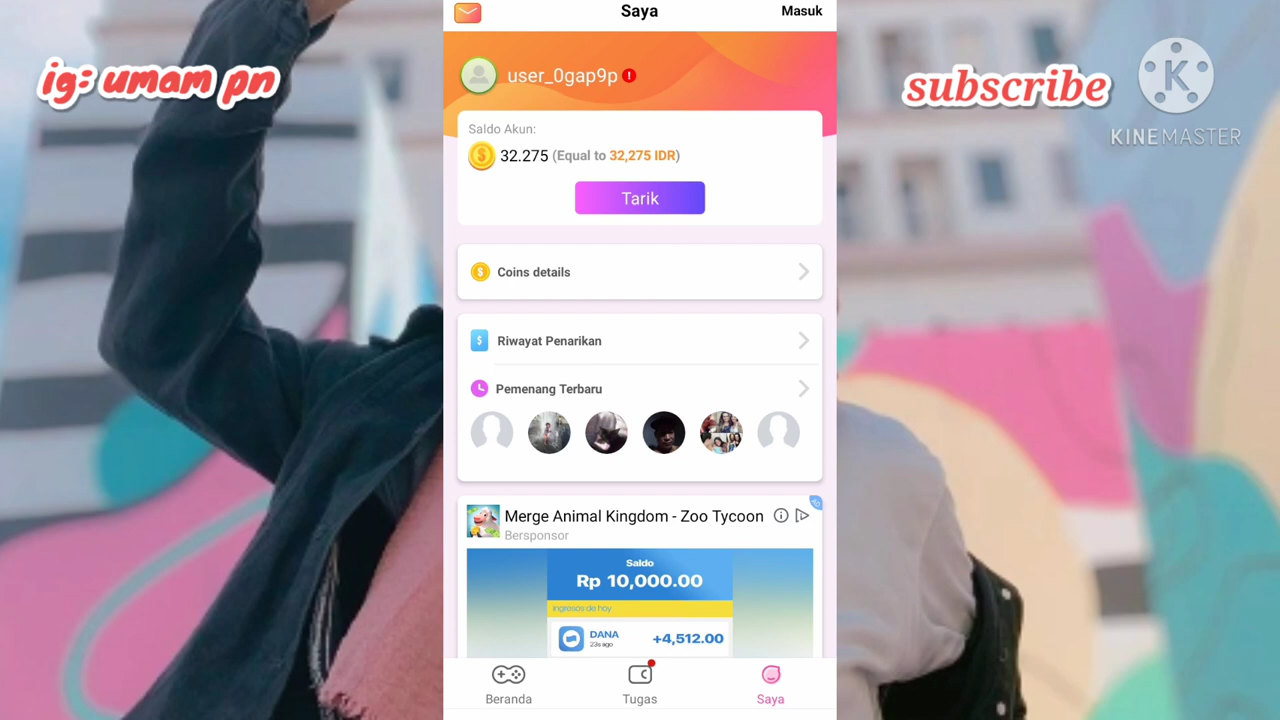 Saya
Masuk
ig: umam pn
subscribe
K
KINEMASTER
user_0gap9p
Saldo Akun:
32.275 (Equal to 32,275 IDR)
Tarik
Coins details
Riwayat Penarikan
Pemenang Terbaru
Merge Animal Kingdom - Zoo Tycoon
Bersponsor
Saldo
Rp 10,000.00
Ingresos de hoy
DANA
23s ago
+4,512.00
Beranda
Tugas
Saya